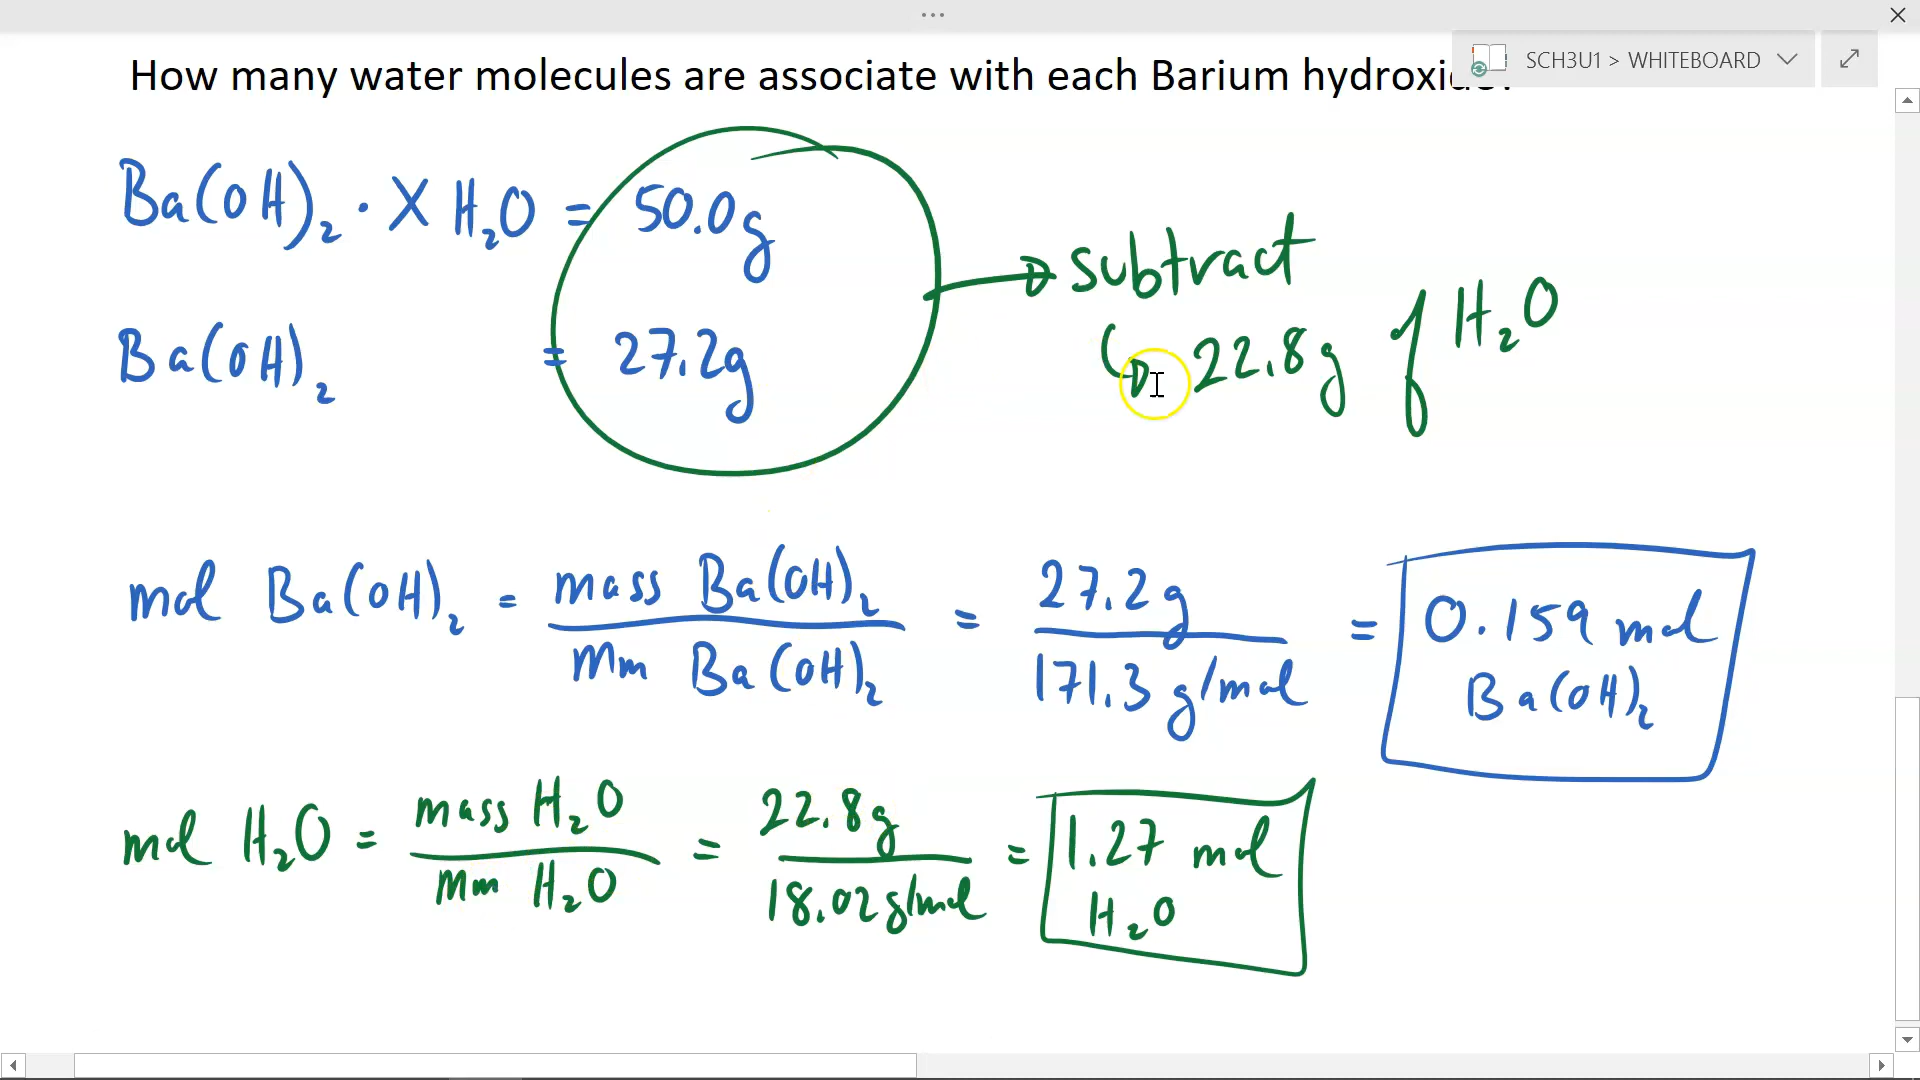 SCH3U1 > WHITEBOARD
How many water molecules are associate with each Barium
Ba(OH)₂ · X H₂O = 50.0g
Ba(OH)₂ = 27.2g
subtract
22.8g of H₂O
mol Ba(OH)₂ = mass Ba(OH)₂ / Mm Ba(OH)₂ = 27.2g / 171.3 g/mol = 0.159 mol
Ba(OH)₂
mol H₂O = mass H₂O / Mm H₂O = 22.8g / 18.02 g/mol = 1.27 mol
H₂O